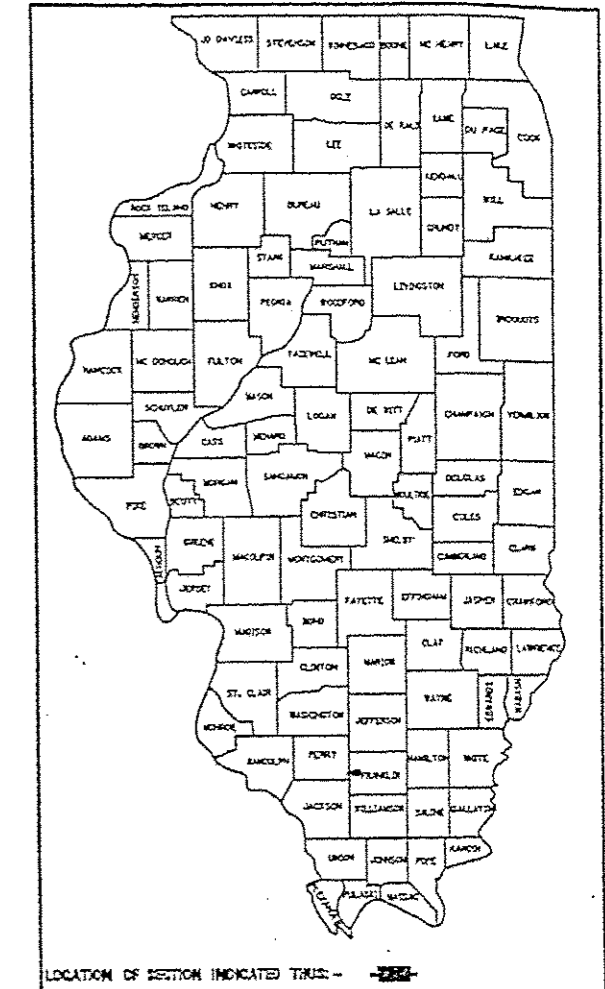 JO DAVIESS STEVENSON WINNEBAGO BOONE MC HENRY LAKE
CARROLL OGLE
DE KALB KANE DU PAGE COOK
WHITESIDE LEE
KENDALL
ROCK ISLAND HENRY BUREAU LA SALLE WILL
MERCER PUTNAM GRUNDY
STARK MARSHALL KANKAKEE
HENDERSON WARREN KNOX PEORIA WOODFORD LIVINGSTON IROQUOIS
HANCOCK MC DONOUGH FULTON TAZEWELL MC LEAN FORD
MASON
SCHUYLER LOGAN DE WITT CHAMPAIGN VERMILION
ADAMS BROWN CASS MENARD MACON PIATT
MORGAN SANGAMON DOUGLAS EDGAR
PIKE SCOTT CHRISTIAN MOULTRIE COLES
GREENE MACOUPIN MONTGOMERY SHELBY CUMBERLAND CLARK
CALHOUN JERSEY FAYETTE EFFINGHAM JASPER CRAWFORD
MADISON BOND CLAY RICHLAND LAWRENCE
CLINTON MARION
ST. CLAIR WASHINGTON JEFFERSON WAYNE EDWARDS WABASH
MONROE
RANDOLPH PERRY FRANKLIN HAMILTON WHITE
JACKSON WILLIAMSON SALINE GALLATIN
UNION JOHNSON POPE HARDIN
ALEXANDER PULASKI MASSAC
LOCATION OF SECTION INDICATED THUS: -